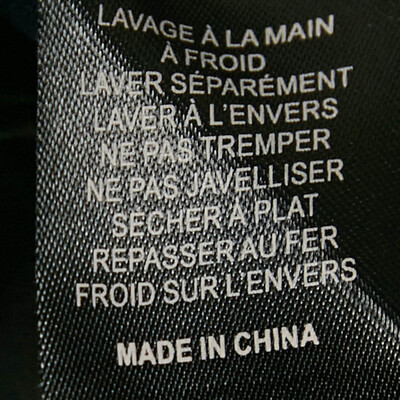 LAVAGE À LA MAIN
À FROID
LAVER SÉPARÉMENT
LAVER À L'ENVERS
NE PAS TREMPER
NE PAS JAVELLISER
SECHER À PLAT
REPASSER AU FER
FROID SUR L'ENVERS
MADE IN CHINA